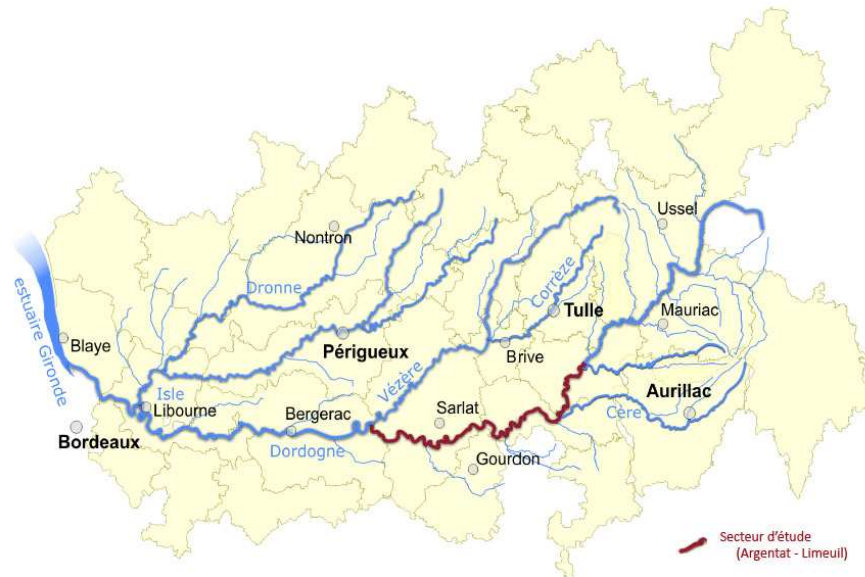 Ussel
Nontron
estuaire Gironde
Dronne
Corrèze
Tulle
Mauriac
Blaye
Périgueux
Brive
Vézère
Isle
Libourne
Bergerac
Sarlat
Aurillac
Cère
Bordeaux
Dordogne
Gourdon
Secteur d'étude
(Argentat - Limeuil)